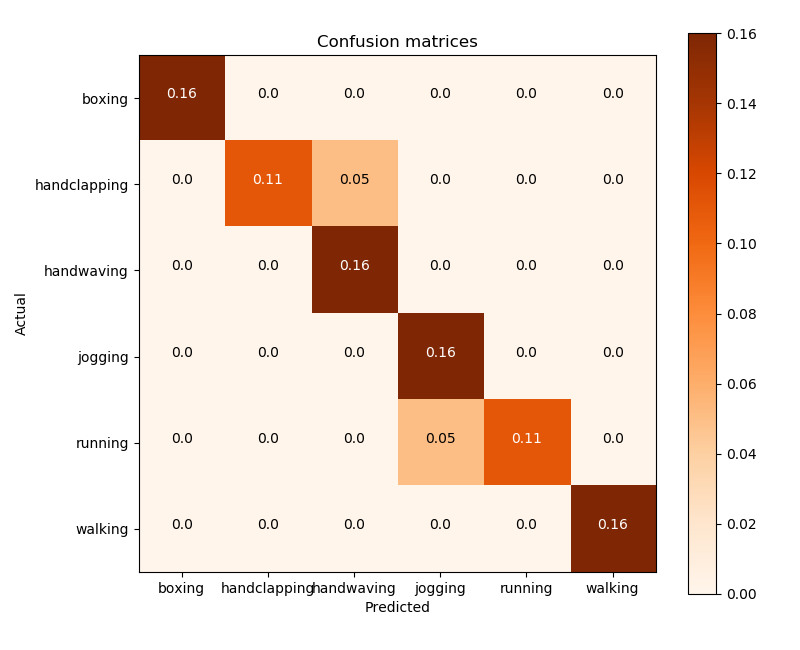 Confusion matrices
Actual
boxing 0.16 0.0 0.0 0.0 0.0 0.0
handclapping 0.0 0.11 0.05 0.0 0.0 0.0
handwaving 0.0 0.0 0.16 0.0 0.0 0.0
jogging 0.0 0.0 0.0 0.16 0.0 0.0
running 0.0 0.0 0.0 0.05 0.11 0.0
walking 0.0 0.0 0.0 0.0 0.0 0.16
boxing handclapping handwaving jogging running walking
Predicted
0.16
0.14
0.12
0.10
0.08
0.06
0.04
0.02
0.00